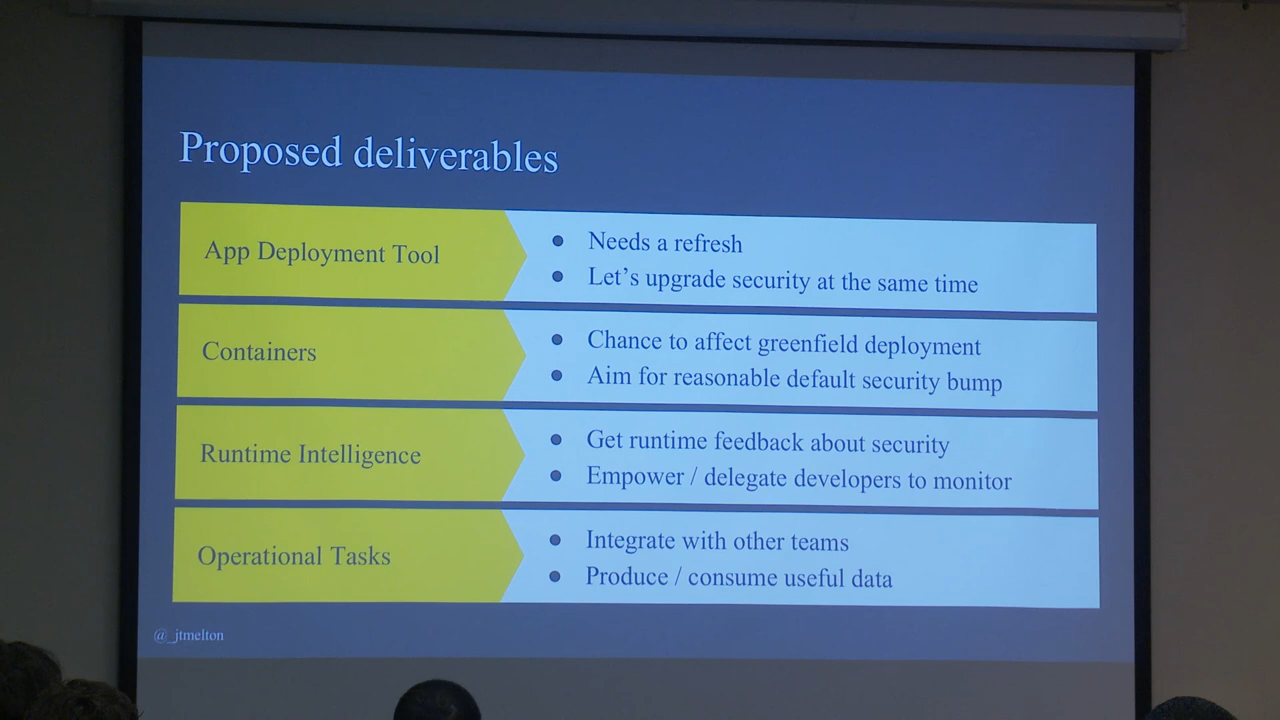 Proposed deliverables
App Deployment Tool
● Needs a refresh
● Let's upgrade security at the same time
Containers
● Chance to affect greenfield deployment
● Aim for reasonable default security bump
Runtime Intelligence
● Get runtime feedback about security
● Empower / delegate developers to monitor
Operational Tasks
● Integrate with other teams
● Produce / consume useful data
@_jtmelton